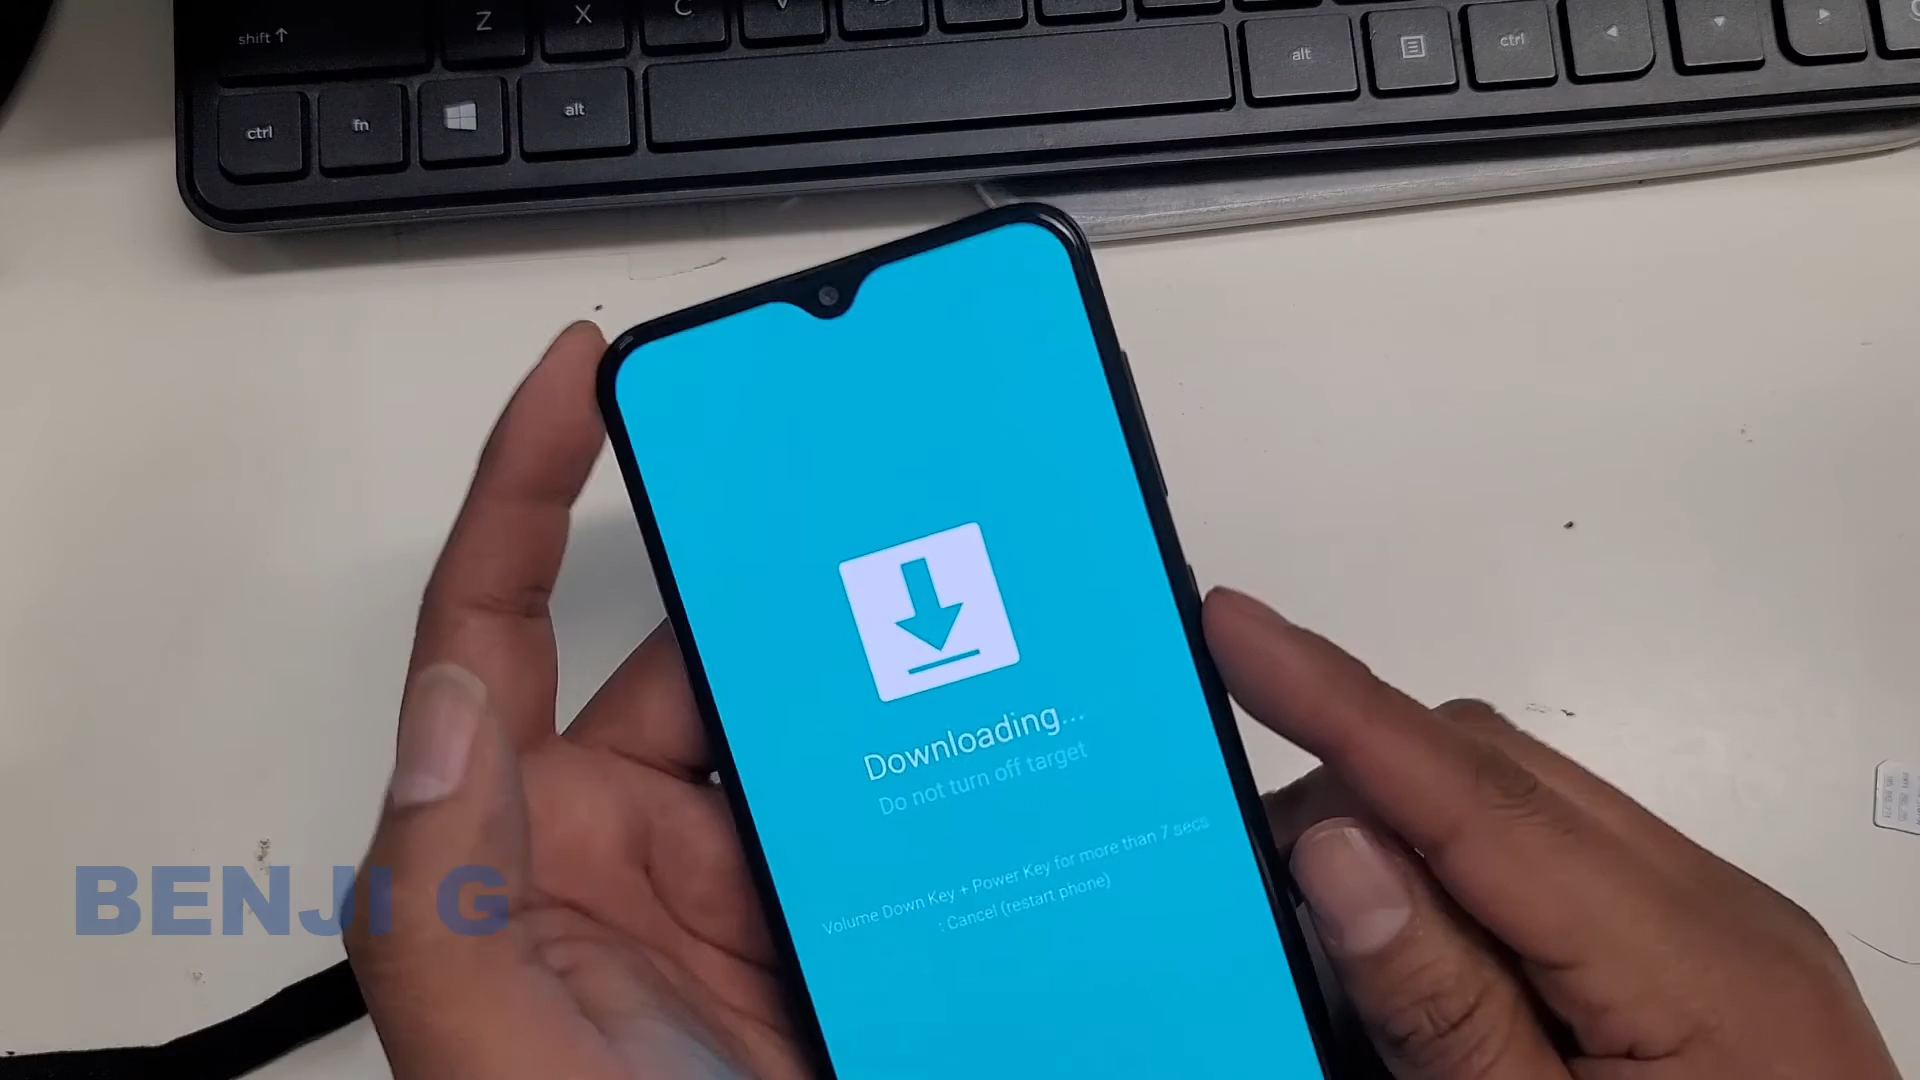 shift ↑
Z
X
C
V
ctrl
fn
alt
alt
ctrl
Downloading...
Do not turn off target
Volume Down Key + Power Key for more than 7 secs
: Cancel (restart phone)
BENJI G